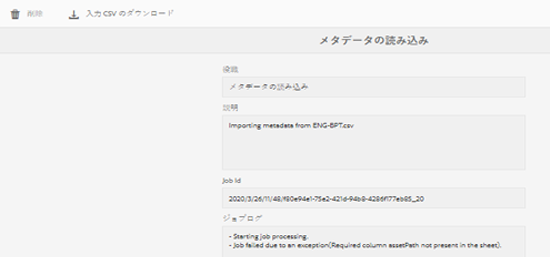 削除 入力 CSV のダウンロード
メタデータの読み込み
役職
メタデータの読み込み
説明
Importing metadata from ENG-BPT.csv
Job Id
2020/3/26/11/48/f80e94e1-75e2-421d-94b8-4286f177eb85_20
ジョブログ
- Starting job processing.
- Job failed due to an exception(Required column assetPath not present in the sheet).